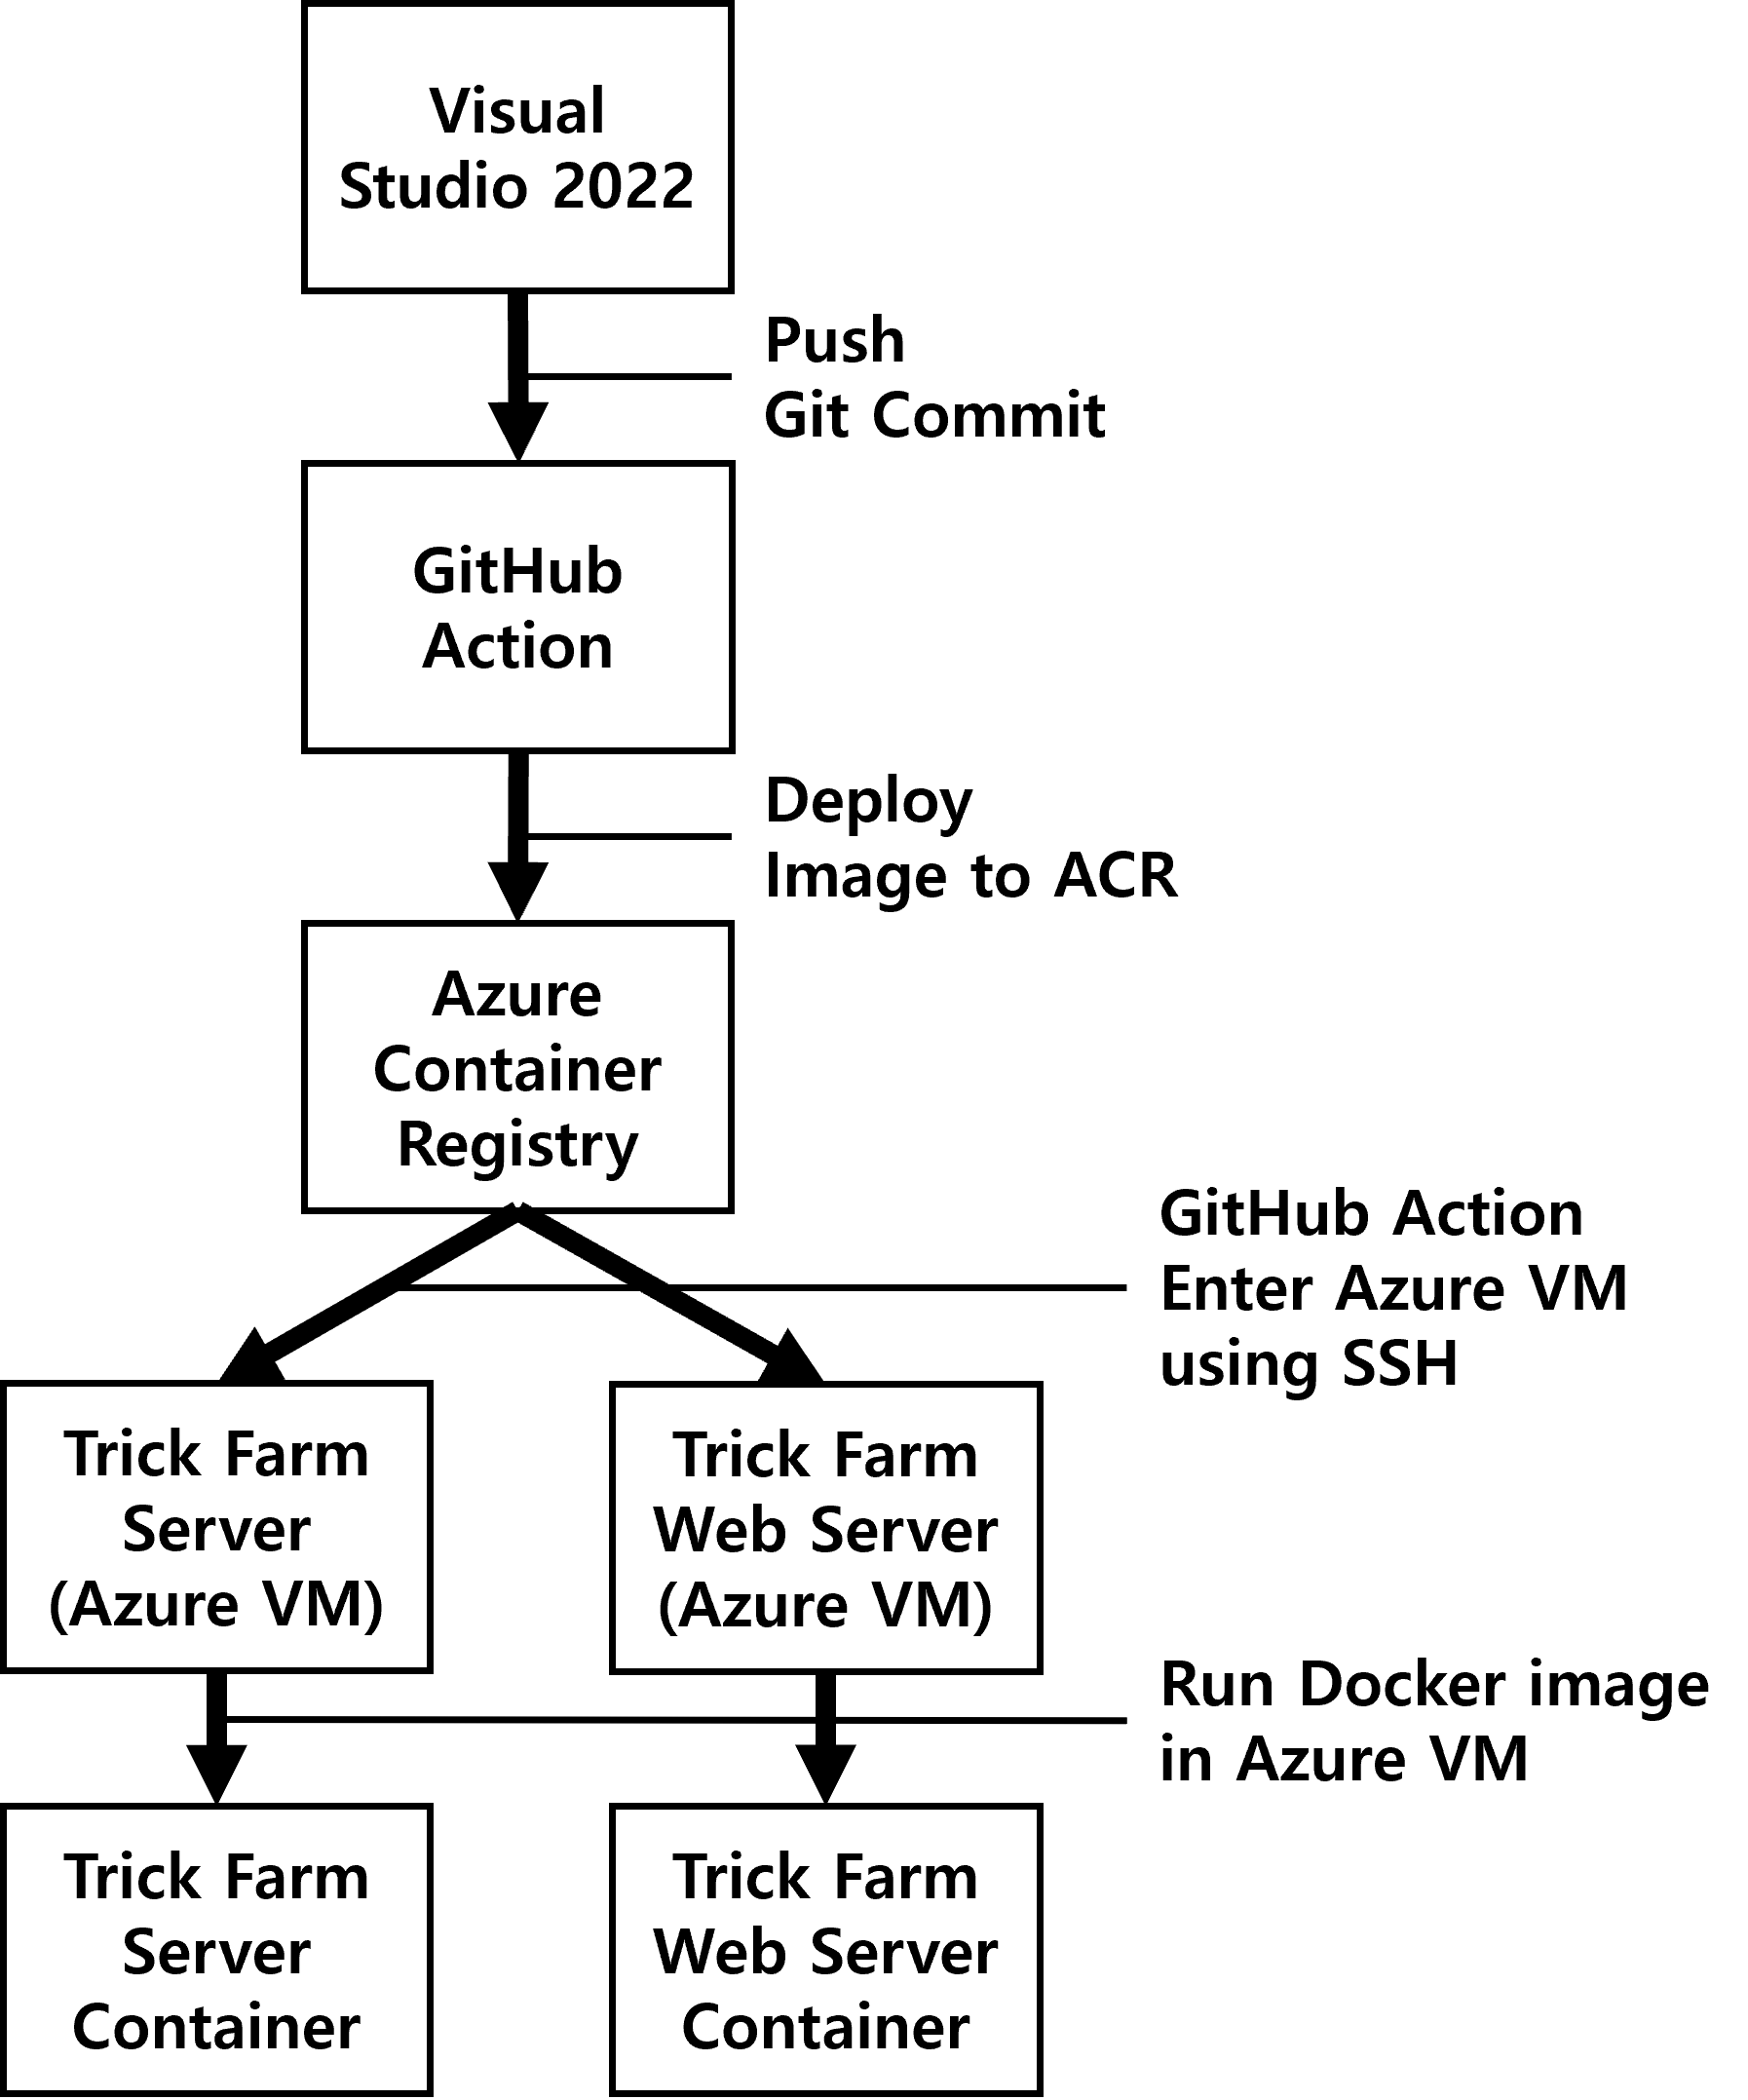 Visual
Studio 2022
Push
Git Commit
GitHub
Action
Deploy
Image to ACR
Azure
Container
Registry
GitHub Action
Enter Azure VM
using SSH
Trick Farm
Server
(Azure VM)
Trick Farm
Web Server
(Azure VM)
Run Docker image
in Azure VM
Trick Farm
Server
Container
Trick Farm
Web Server
Container